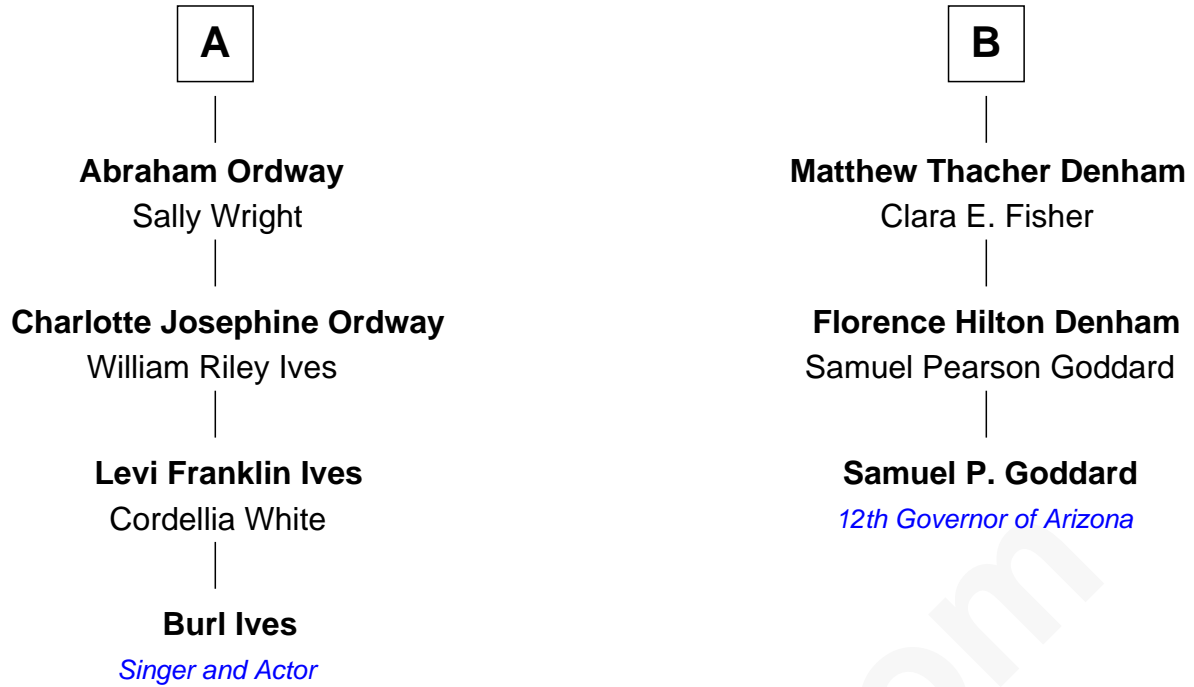 A
Abraham Ordway
Sally Wright
Charlotte Josephine Ordway
William Riley Ives
Levi Franklin Ives
Cordellia White
Burl Ives
Singer and Actor
B
Matthew Thacher Denham
Clara E. Fisher
Florence Hilton Denham
Samuel Pearson Goddard
Samuel P. Goddard
12th Governor of Arizona
om